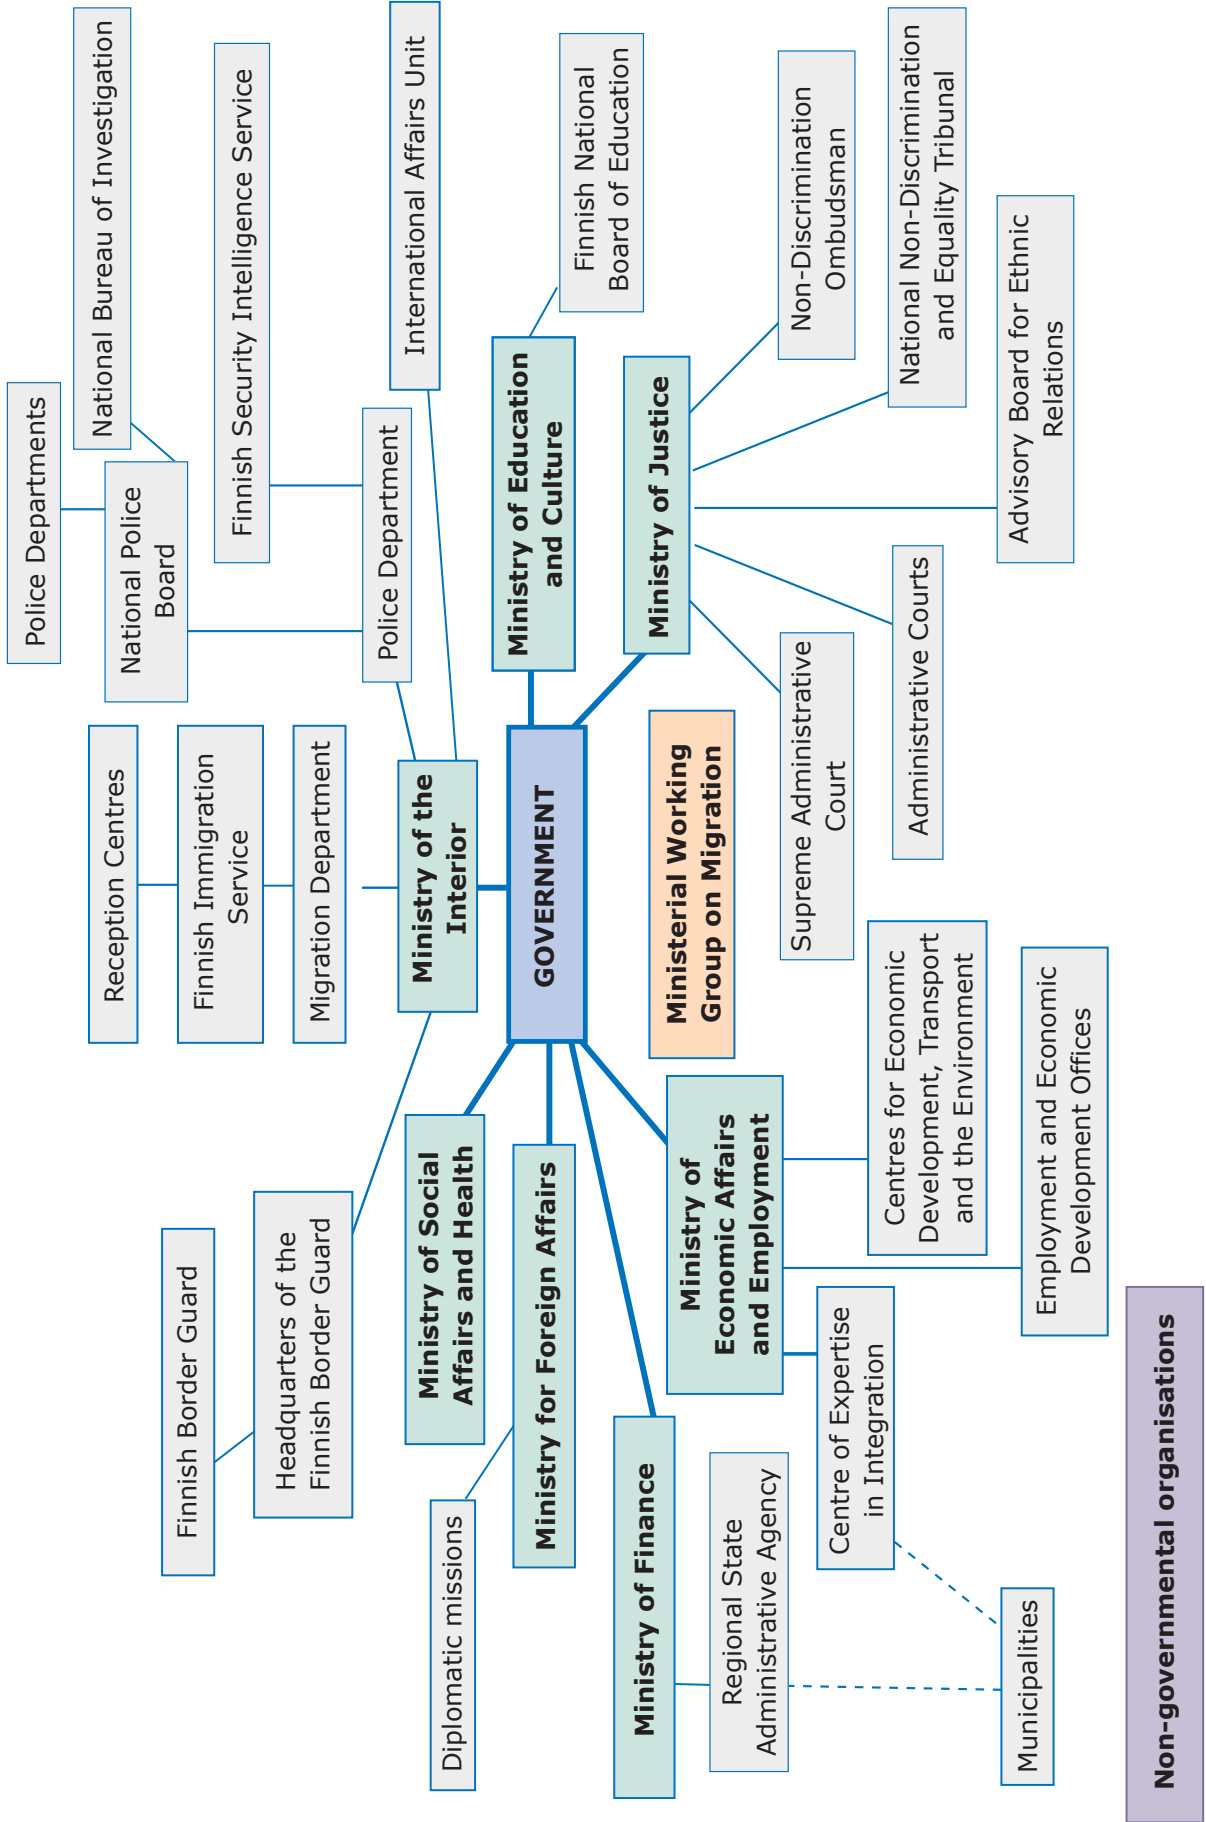 Police Departments
National Bureau of Investigation
National Police
Board
Finnish Security Intelligence Service
Police Department
International Affairs Unit
Reception Centres
Finnish Immigration
Service
Migration Department
Finnish Border Guard
Headquarters of the
Finnish Border Guard
Ministry of the
Interior
Ministry of Education
and Culture
Finnish National
Board of Education
Ministry of Social
Affairs and Health
GOVERNMENT
Diplomatic missions
Ministry for Foreign Affairs
Ministry of Justice
Non-Discrimination
Ombudsman
National Non-Discrimination
and Equality Tribunal
Advisory Board for Ethnic
Relations
Ministerial Working
Group on Migration
Supreme Administrative
Court
Administrative Courts
Ministry of Finance
Regional State
Administrative Agency
Ministry of
Economic Affairs
and Employment
Centres for Economic
Development, Transport
and the Environment
Centre of Expertise
in Integration
Employment and Economic
Development Offices
Municipalities
Non-governmental organisations